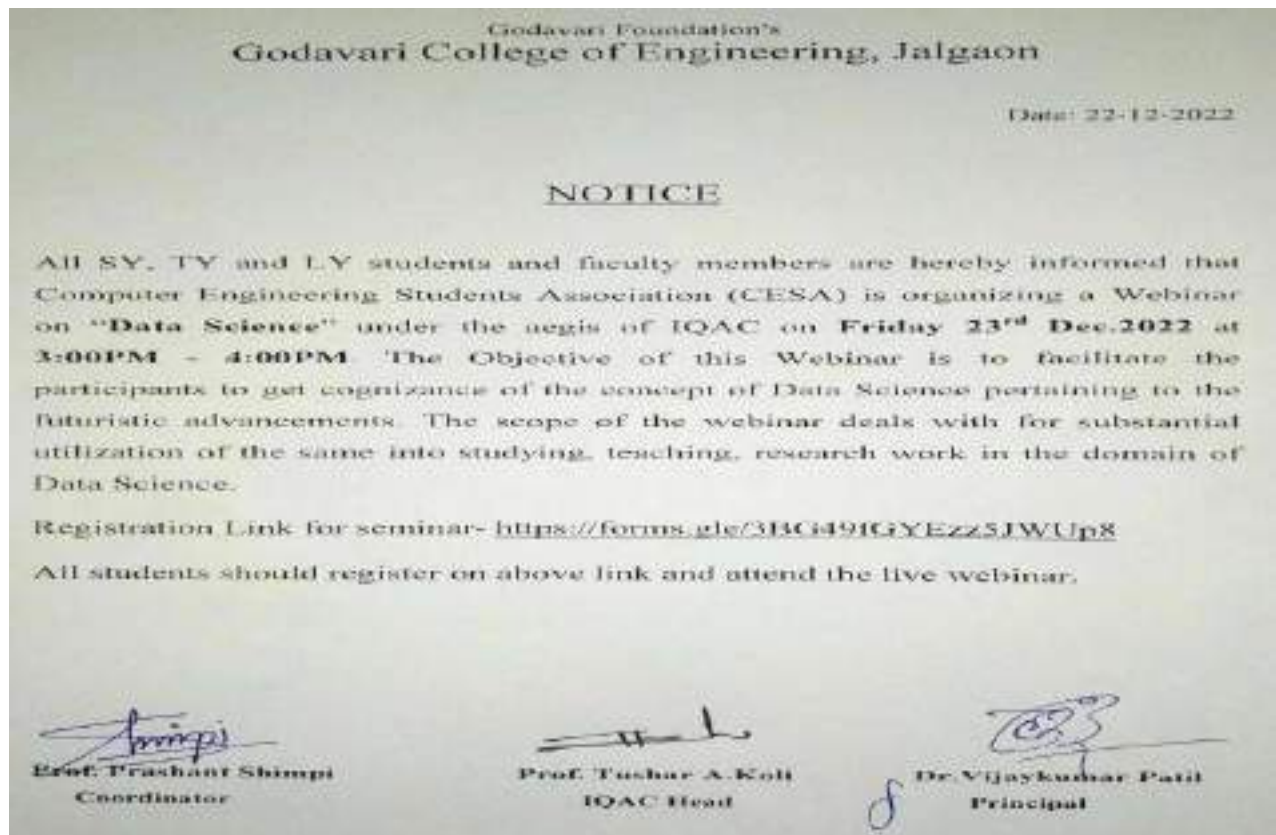 Godavari Foundation's
Godavari College of Engineering, Jalgaon
Date: 22-12-2022
NOTICE
All SY, TY and LY students and faculty members are hereby informed that
Computer Engineering Students Association (CESA) is organizing a Webinar
on "Data Science" under the aegis of IQAC on Friday 23rd Dec.2022 at
3:00PM - 4:00PM. The Objective of this Webinar is to facilitate the
participants to get cognizance of the concept of Data Science pertaining to the
futuristic advancements. The scope of the webinar deals with for substantial
utilization of the same into studying, teaching, research work in the domain of
Data Science.
Registration Link for seminar-
All students should register on above link and attend the live webinar.
Shimpi
Prof. Prashant Shimpi Prof. Tushar A.Koli Dr.Vijaykumar Patil
Coordinator IQAC Head Principal